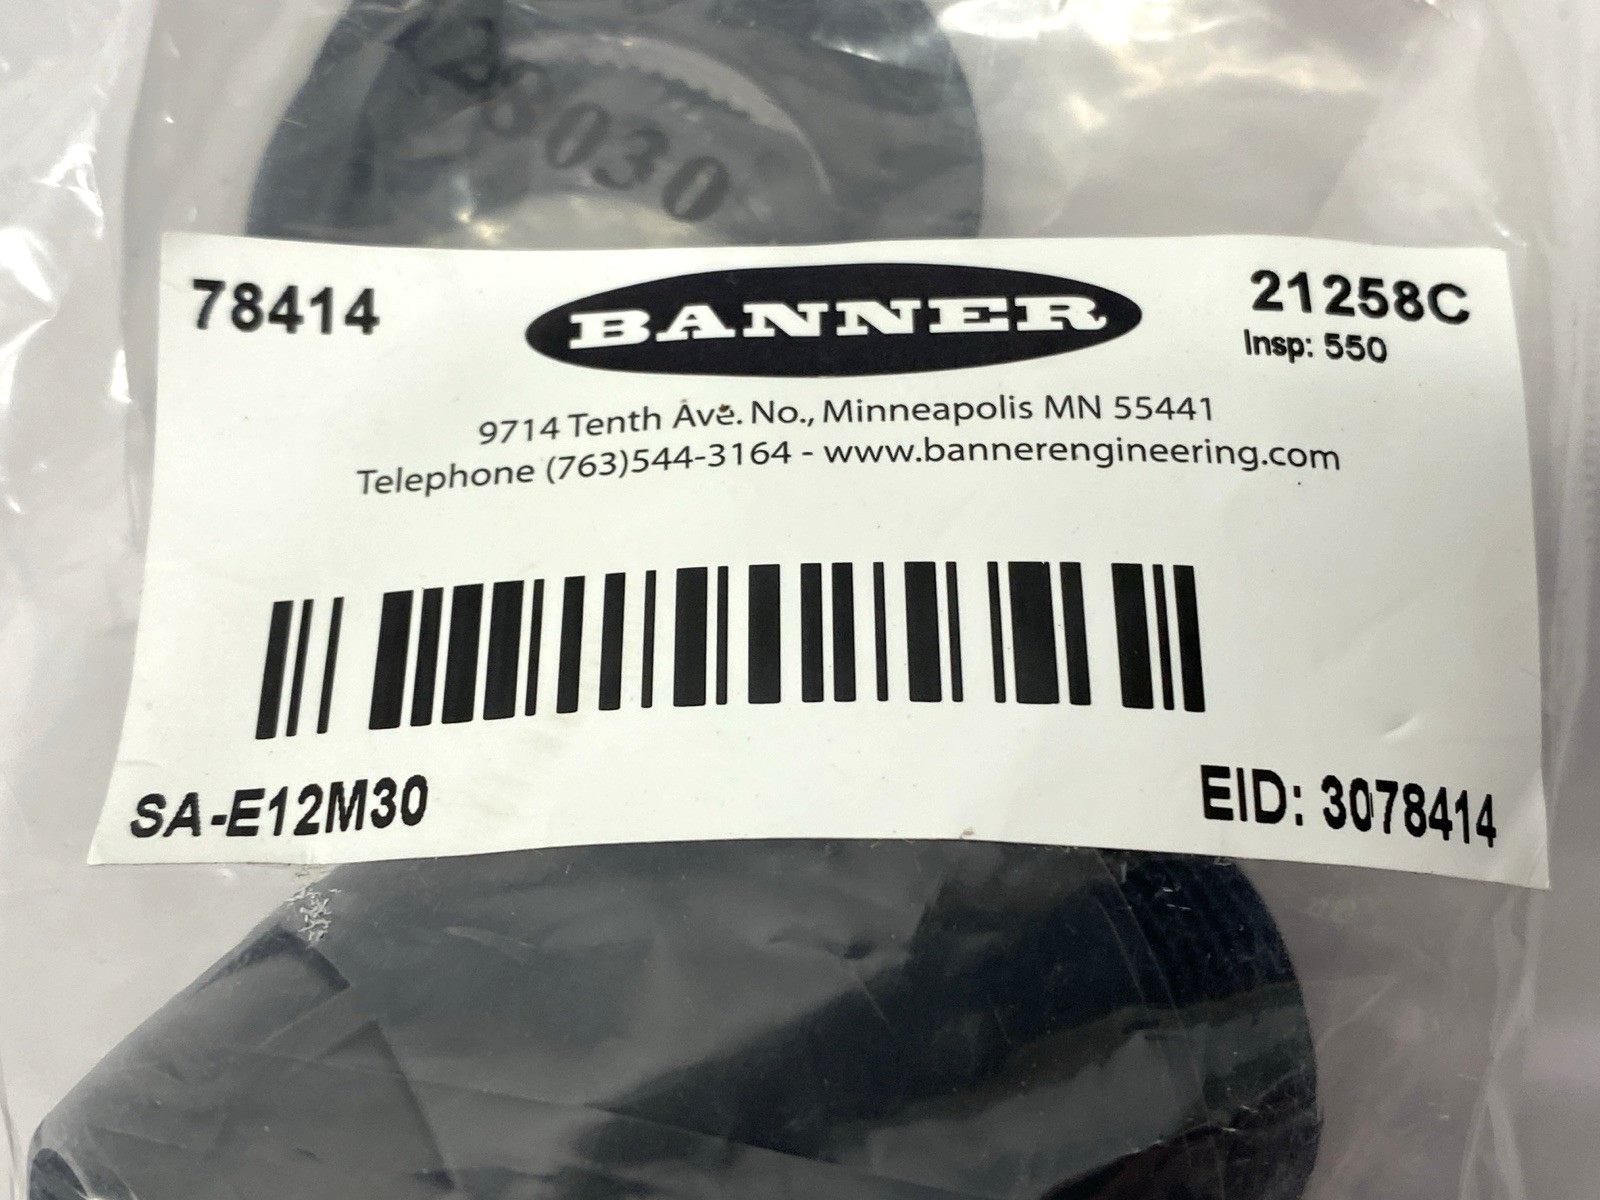 8030
78414
BANNER
21258C
Insp: 550
9714 Tenth Ave. No., Minneapolis MN 55441
Telephone (763)544-3164 - www.bannerengineering.com
SA-E12M30
EID: 3078414